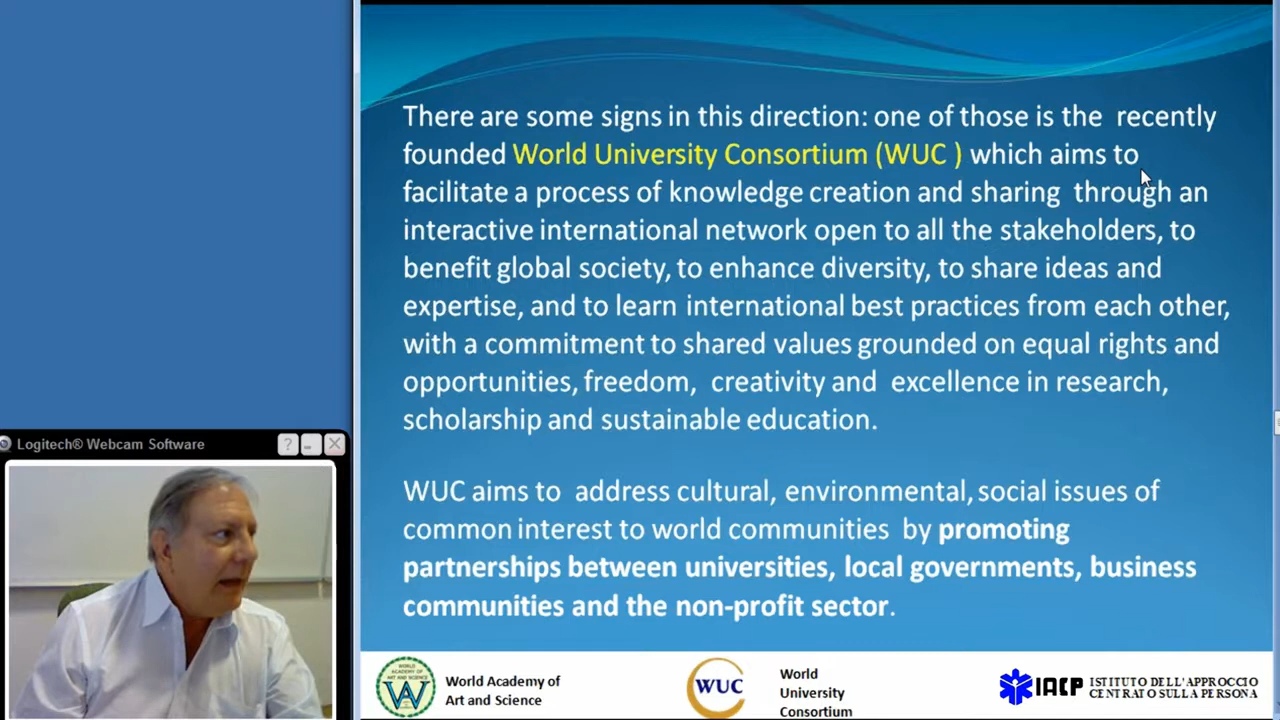 There are some signs in this direction: one of those is the recently
founded World University Consortium (WUC ) which aims to
facilitate a process of knowledge creation and sharing through an
interactive international network open to all the stakeholders, to
benefit global society, to enhance diversity, to share ideas and
expertise, and to learn international best practices from each other,
with a commitment to shared values grounded on equal rights and
opportunities, freedom, creativity and excellence in research,
scholarship and sustainable education.
WUC aims to address cultural, environmental, social issues of
common interest to world communities by promoting
partnerships between universities, local governments, business
communities and the non-profit sector.
Logitech® Webcam Software
?
WORLD
ACADEMY OF
ART AND SCIENCE
W
World Academy of
Art and Science
WUC
World
University
Consortium
IACP
ISTITUTO DELL'APPROCCIO
CENTRATO SULLA PERSONA